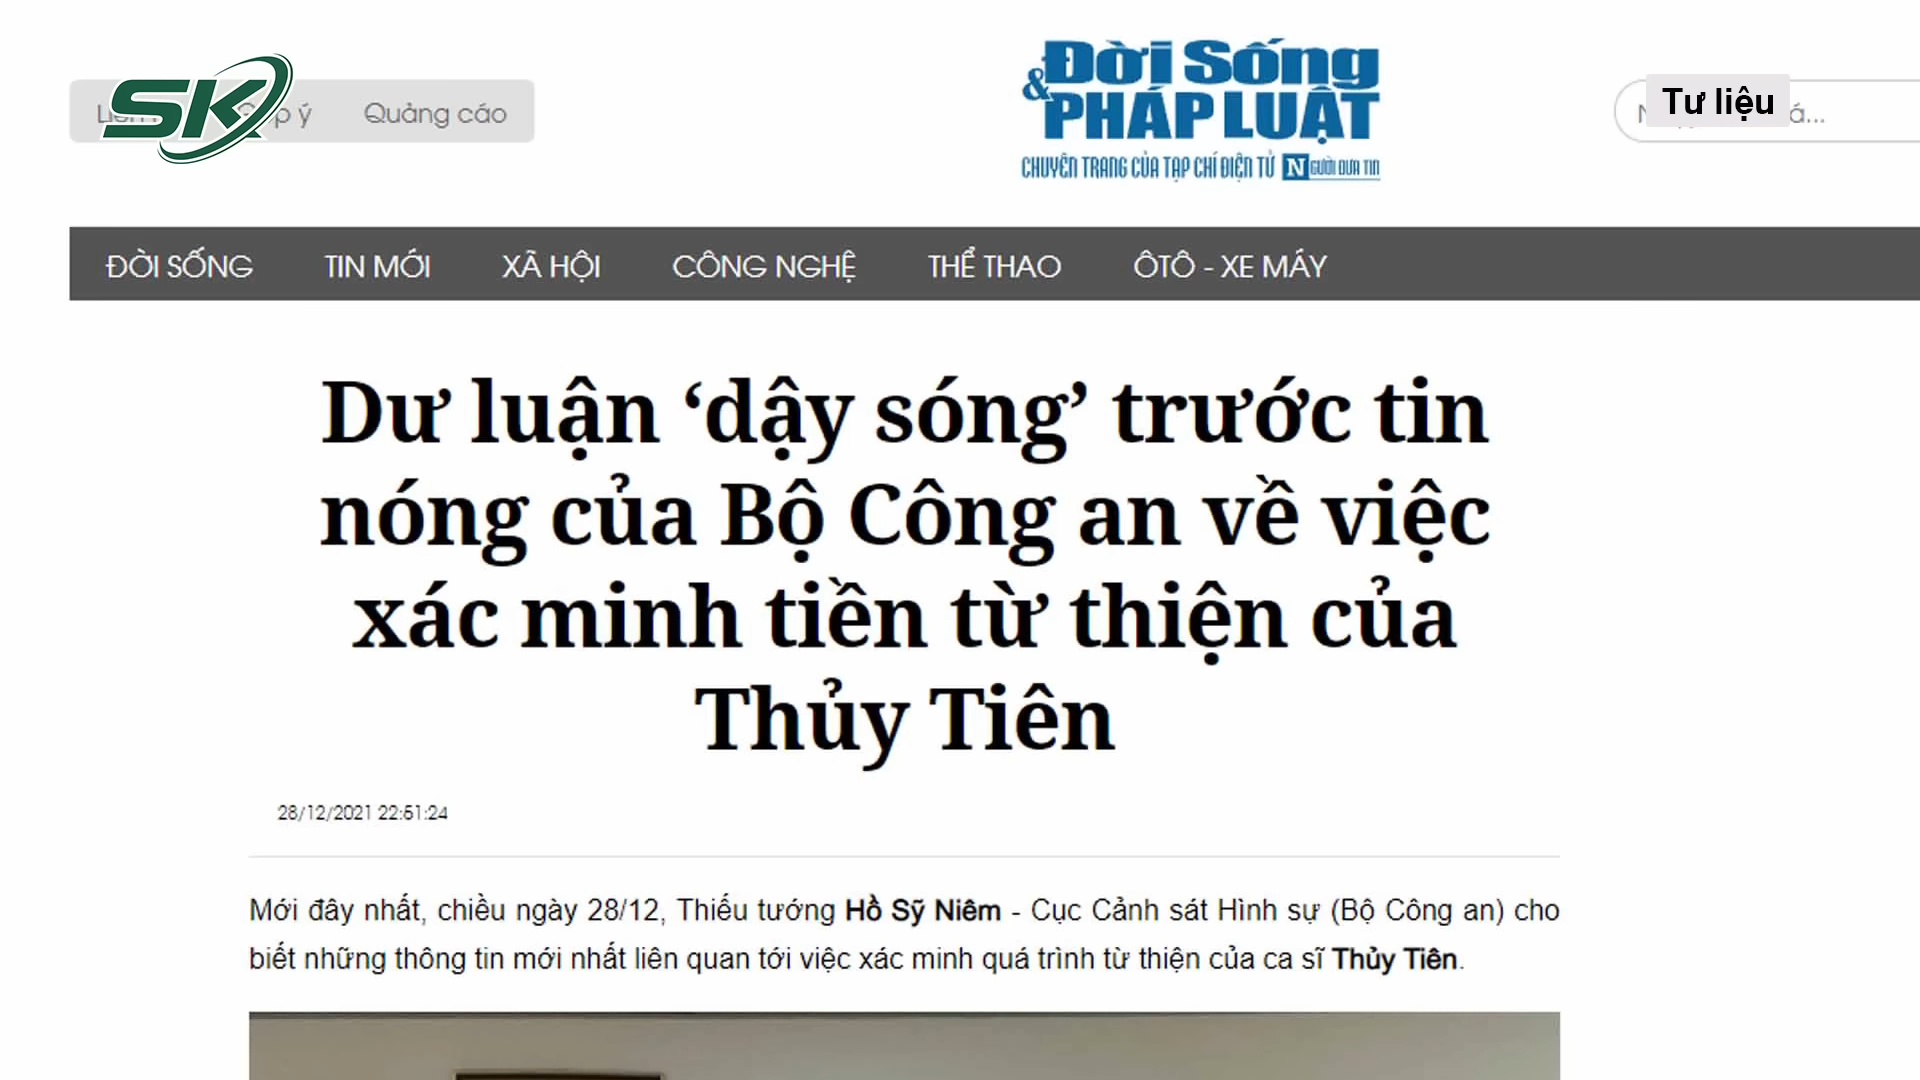 SK
ý
Quảng cáo
Đời Sống
& PHÁP LUẬT
CHUYÊN TRANG CỦA TẠP CHÍ ĐIỆN TỬ NGƯỜI ĐƯA TIN
Tư liệu
ĐỜI SỐNG TIN MỚI XÃ HỘI CÔNG NGHỆ THỂ THAO ÔTÔ - XE MÁY
Dư luận ‘dậy sóng’ trước tin
nóng của Bộ Công an về việc
xác minh tiền từ thiện của
Thủy Tiên
28/12/2021 22:51:24
Mới đây nhất, chiều ngày 28/12, Thiếu tướng Hồ Sỹ Niêm - Cục Cảnh sát Hình sự (Bộ Công an) cho
biết những thông tin mới nhất liên quan tới việc xác minh quá trình từ thiện của ca sĩ Thủy Tiên.